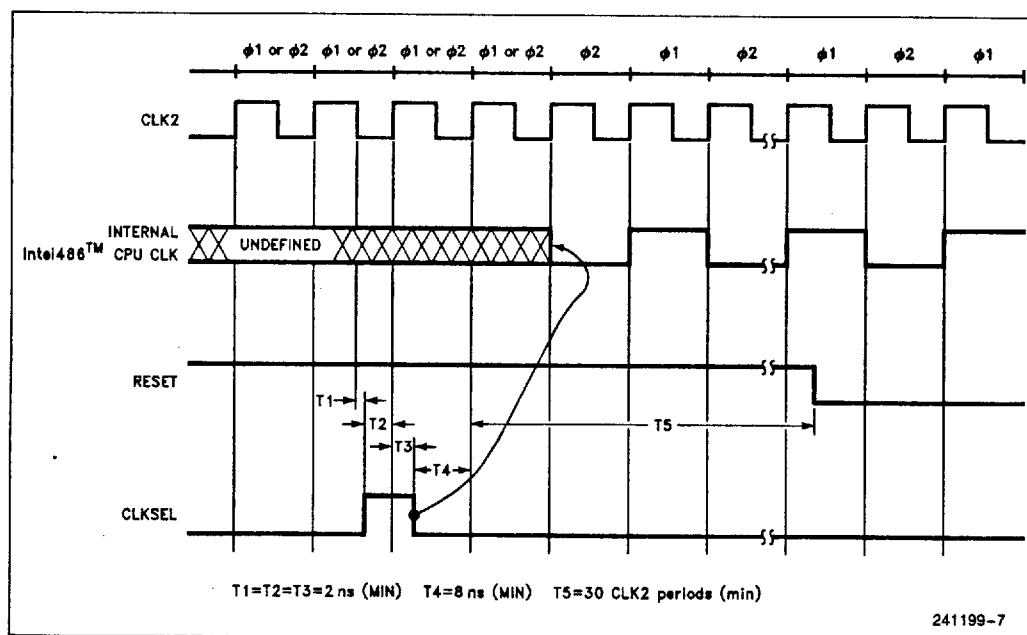 φ1 or φ2 φ1 or φ2 φ1 or φ2 φ1 or φ2 φ2 φ1 φ2 φ1 φ2 φ1
CLK2
INTERNAL
Intel486™ CPU CLK
UNDEFINED
RESET
T1
T2
T3
T4
T5
CLKSEL
T1=T2=T3=2 ns (MIN) T4=8 ns (MIN) T5=30 CLK2 periods (min)
241199-7